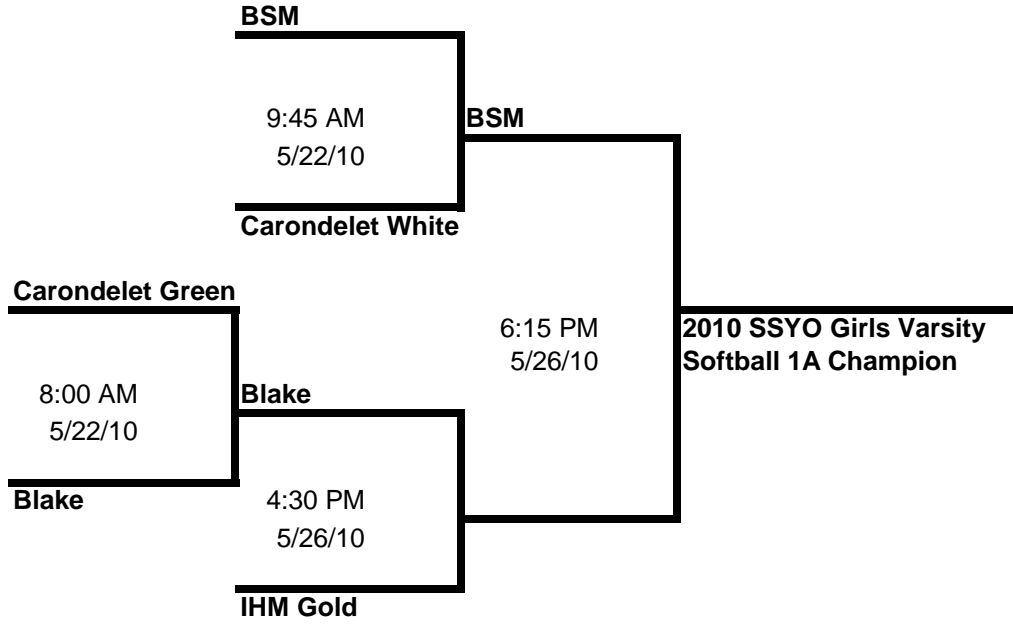 BSM
9:45 AM
5/22/10
BSM
Carondelet White
Carondelet Green
6:15 PM
5/26/10
2010 SSYO Girls Varsity
Softball 1A Champion
8:00 AM
5/22/10
Blake
Blake
4:30 PM
5/26/10
IHM Gold